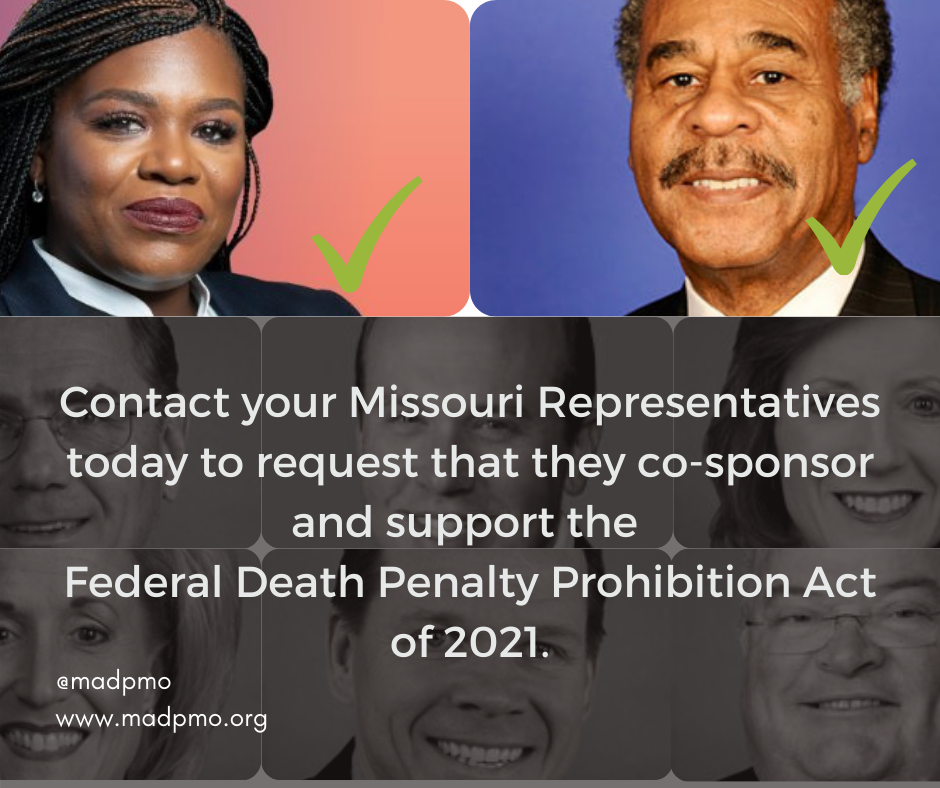 Contact your Missouri Representatives
today to request that they co-sponsor
and support the
Federal Death Penalty Prohibition Act
of 2021.
@madpmo
www.madpmo.org